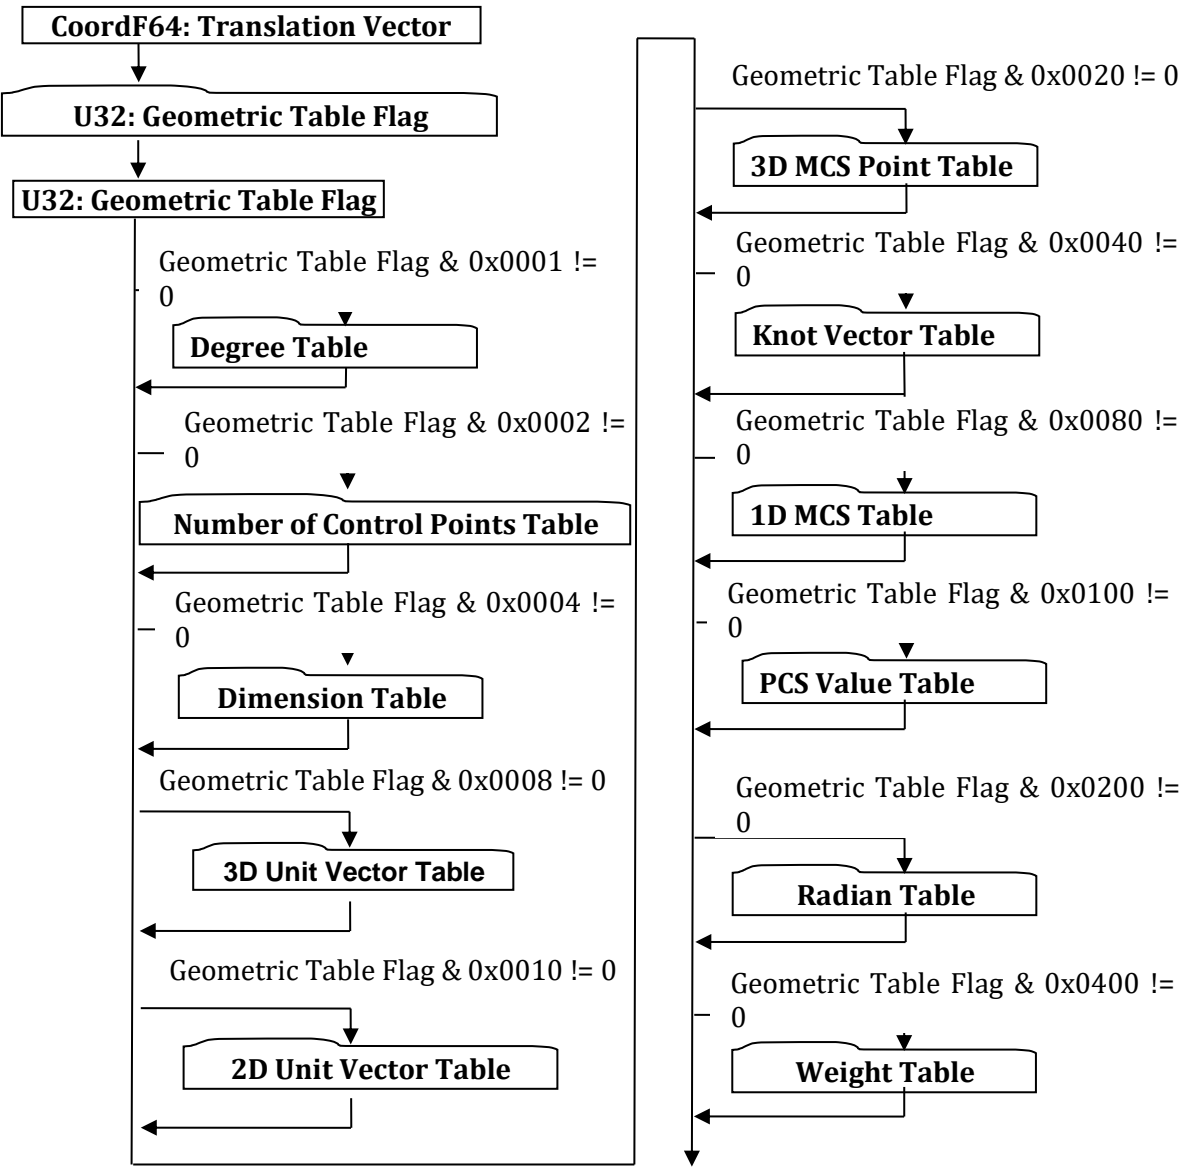 CoordF64: Translation Vector
U32: Geometric Table Flag
U32: Geometric Table Flag
Geometric Table Flag & 0x0001 !=
0
Degree Table
Geometric Table Flag & 0x0002 !=
0
Number of Control Points Table
Geometric Table Flag & 0x0004 !=
0
Dimension Table
Geometric Table Flag & 0x0008 != 0
3D Unit Vector Table
Geometric Table Flag & 0x0010 != 0
2D Unit Vector Table
Geometric Table Flag & 0x0020 != 0
3D MCS Point Table
Geometric Table Flag & 0x0040 !=
0
Knot Vector Table
Geometric Table Flag & 0x0080 !=
0
1D MCS Table
Geometric Table Flag & 0x0100 !=
0
PCS Value Table
Geometric Table Flag & 0x0200 !=
0
Radian Table
Geometric Table Flag & 0x0400 !=
0
Weight Table